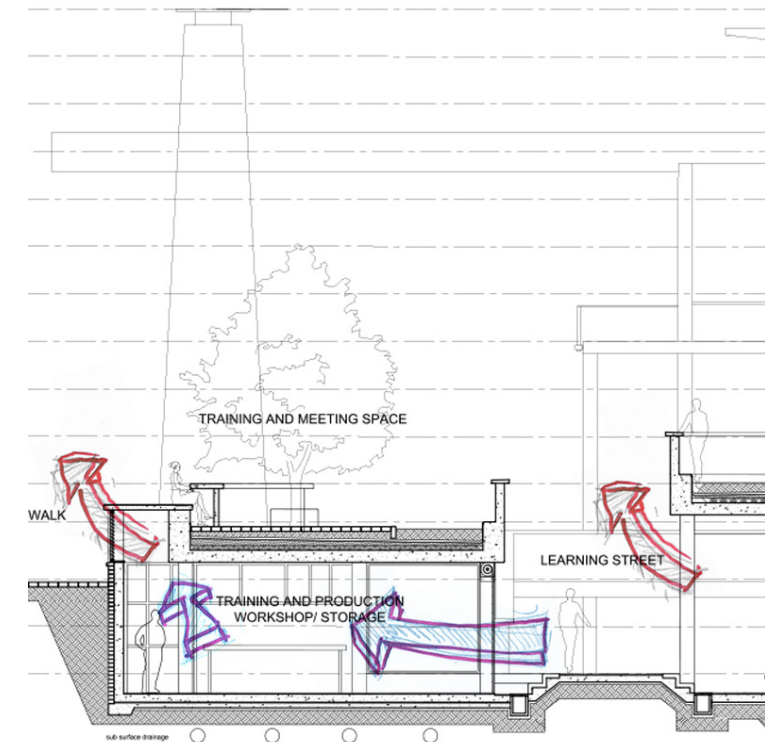 TRAINING AND MEETING SPACE
WALK
LEARNING STREET
TRAINING AND PRODUCTION
WORKSHOP/ STORAGE
sub surface drainage